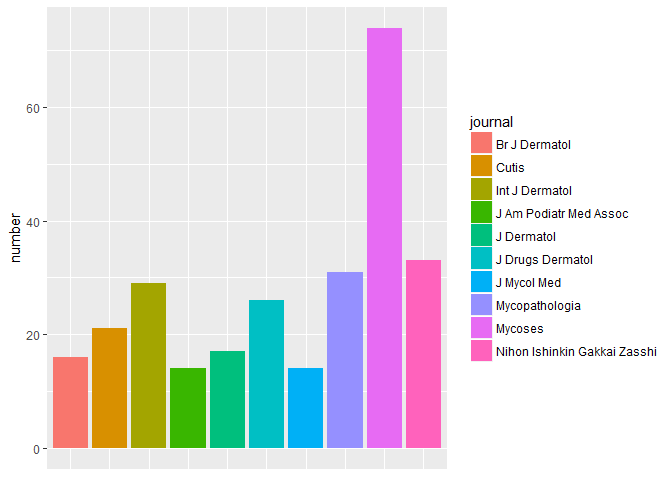 number
60
40
20
0
journal
Br J Dermatol
Cutis
Int J Dermatol
J Am Podiatr Med Assoc
J Dermatol
J Drugs Dermatol
J Mycol Med
Mycopathologia
Mycoses
Nihon Ishinkin Gakkai Zasshi